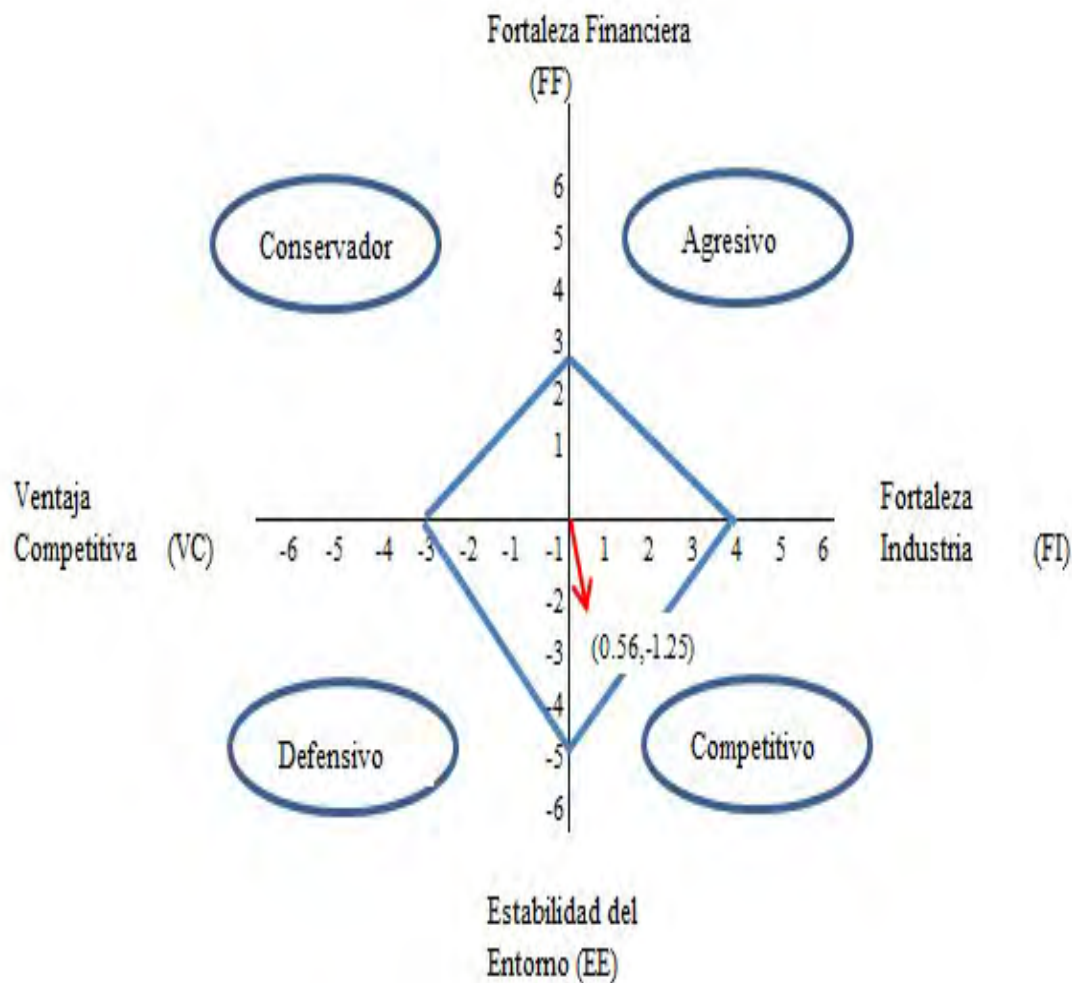 Fortaleza Financiera
(FF)
Conservador
Agresivo
6
5
4
3
2
1
Ventaja
Competitiva (VC)
Fortaleza
Industria (FI)
-6 -5 -4 -3 -2 -1 -1 1 2 3 4 5 6
-2
-3
(0.56,-1.25)
-4
-5
-6
Defensivo
Competitivo
Estabilidad del
Entorno (EE)